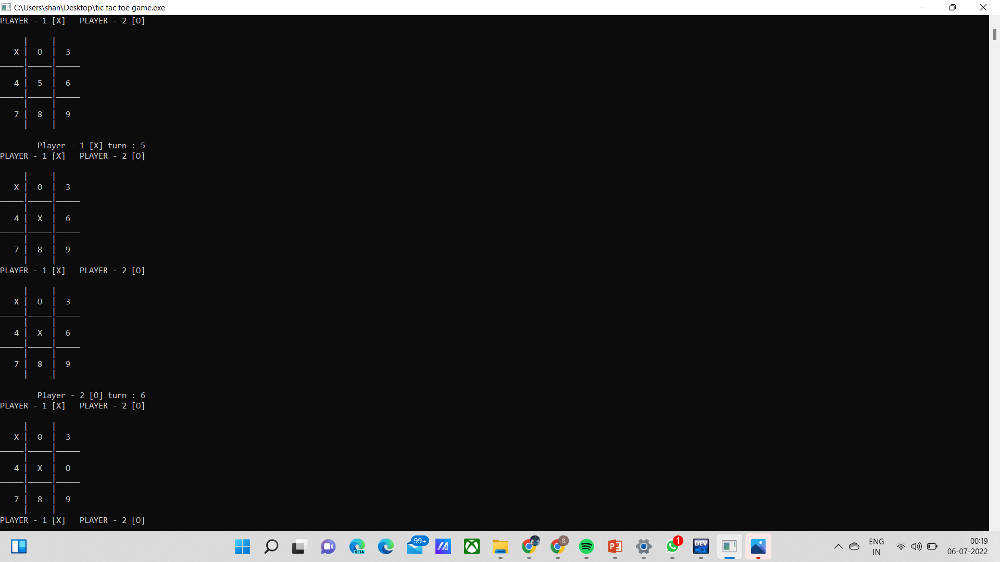 C:\Users\shan\Desktop\tic tac toe game.exe
PLAYER - 1 [X]   PLAYER - 2 [O]
     |     |
   X |  O  |  3
_____|_____|_____
     |     |
   4 |  5  |  6
_____|_____|_____
     |     |
   7 |  8  |  9
     |     |
        Player - 1 [X] turn : 5
PLAYER - 1 [X]   PLAYER - 2 [O]
     |     |
   X |  O  |  3
_____|_____|_____
     |     |
   4 |  X  |  6
_____|_____|_____
     |     |
   7 |  8  |  9
     |     |
PLAYER - 1 [X]   PLAYER - 2 [O]
     |     |
   X |  O  |  3
_____|_____|_____
     |     |
   4 |  X  |  6
_____|_____|_____
     |     |
   7 |  8  |  9
     |     |
        Player - 2 [O] turn : 6
PLAYER - 1 [X]   PLAYER - 2 [O]
     |     |
   X |  O  |  3
_____|_____|_____
     |     |
   4 |  X  |  O
_____|_____|_____
     |     |
   7 |  8  |  9
     |     |
PLAYER - 1 [X]   PLAYER - 2 [O]
BETA
99+
S
P
1
DEV
C++
ENG
IN
00:19
06-07-2022